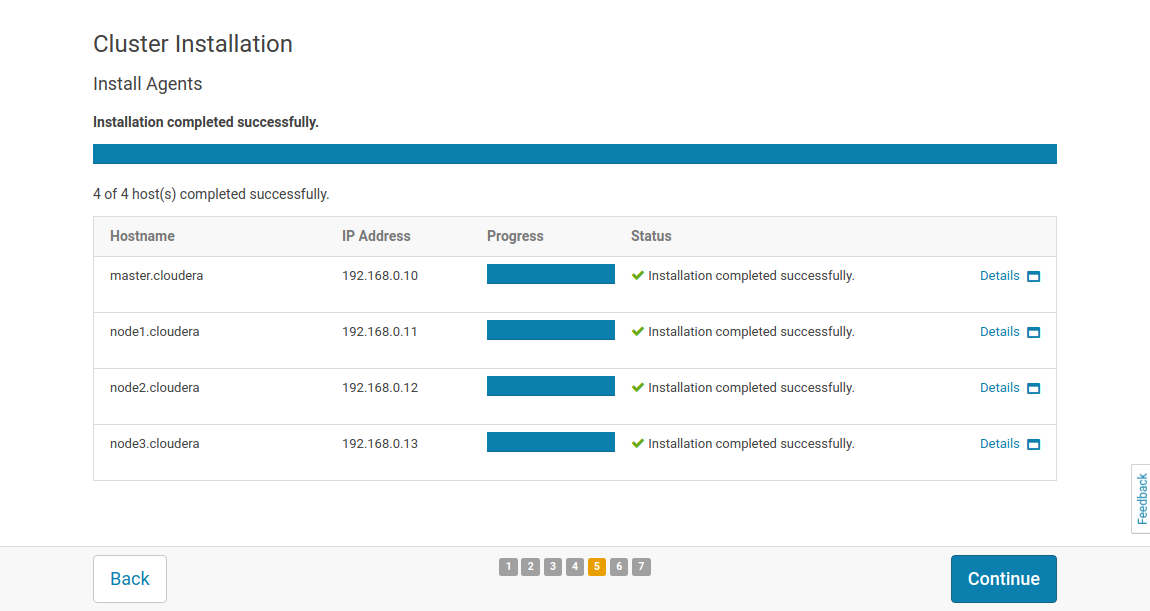 Cluster Installation
Install Agents
Installation completed successfully.
4 of 4 host(s) completed successfully.
Hostname IP Address Progress Status
master.cloudera 192.168.0.10 Installation completed successfully. Details
node1.cloudera 192.168.0.11 Installation completed successfully. Details
node2.cloudera 192.168.0.12 Installation completed successfully. Details
node3.cloudera 192.168.0.13 Installation completed successfully. Details
Feedback
Back 1 2 3 4 5 6 7 Continue